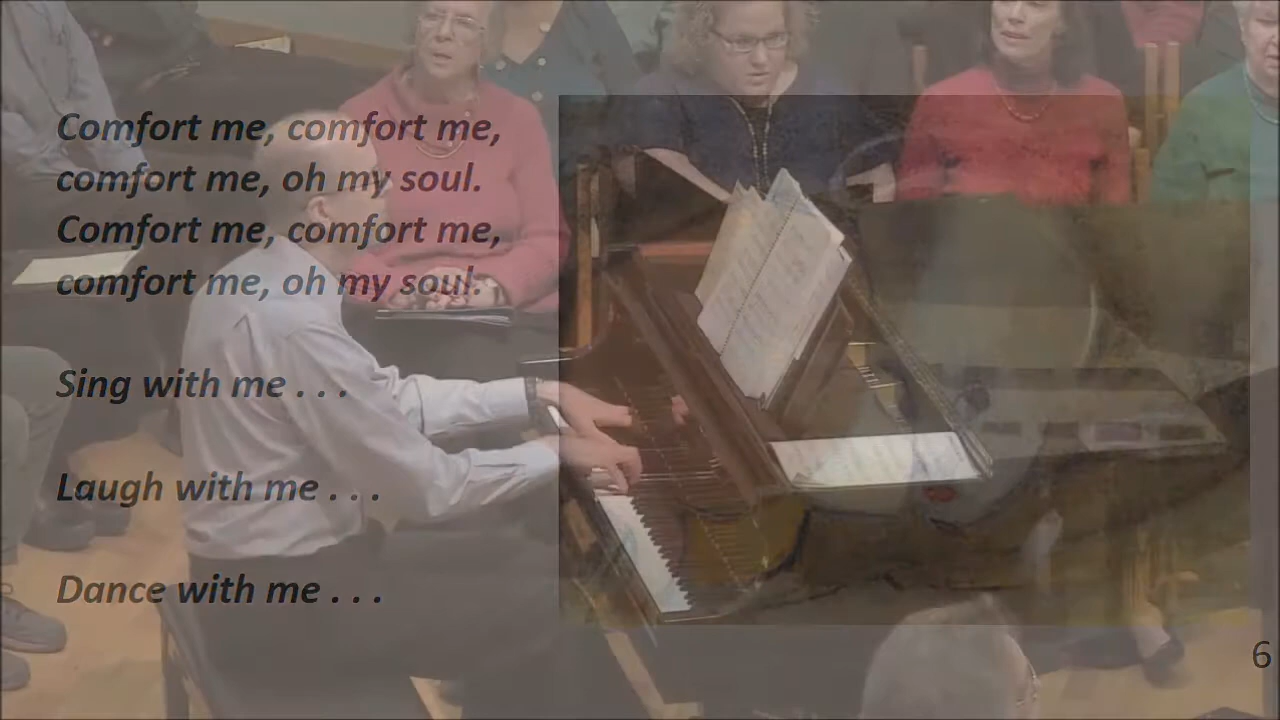 Comfort me, comfort me,
comfort me, oh my soul.
Comfort me, comfort me,
comfort me, oh my soul.
Sing with me . . .
Laugh with me . . .
Dance with me . . .
6